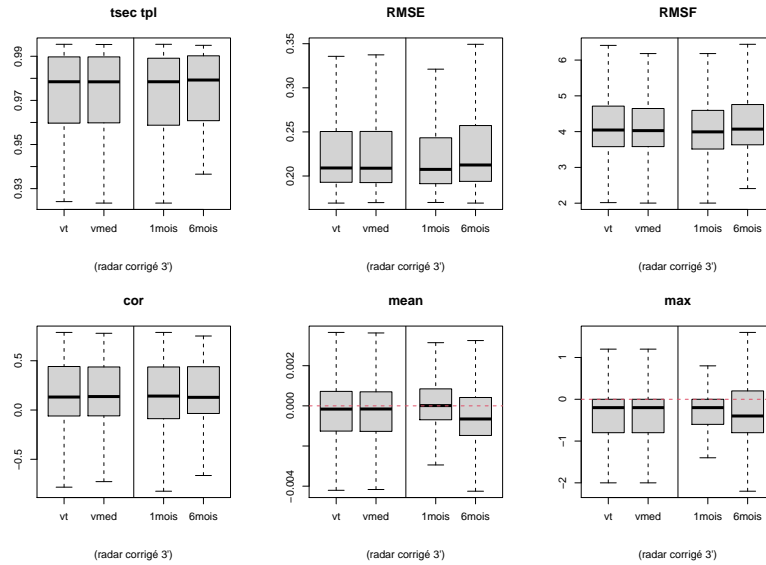 tsec tpl
0.99
0.97
0.95
0.93
vt vmed 1mois 6mois
(radar corrigé 3')
RMSE
0.35
0.30
0.25
0.20
vt vmed 1mois 6mois
(radar corrigé 3')
RMSF
6
5
4
3
2
vt vmed 1mois 6mois
(radar corrigé 3')
cor
0.5
0.0
−0.5
vt vmed 1mois 6mois
(radar corrigé 3')
mean
0.002
0.000
−0.004
vt vmed 1mois 6mois
(radar corrigé 3')
max
1
0
−1
−2
vt vmed 1mois 6mois
(radar corrigé 3')